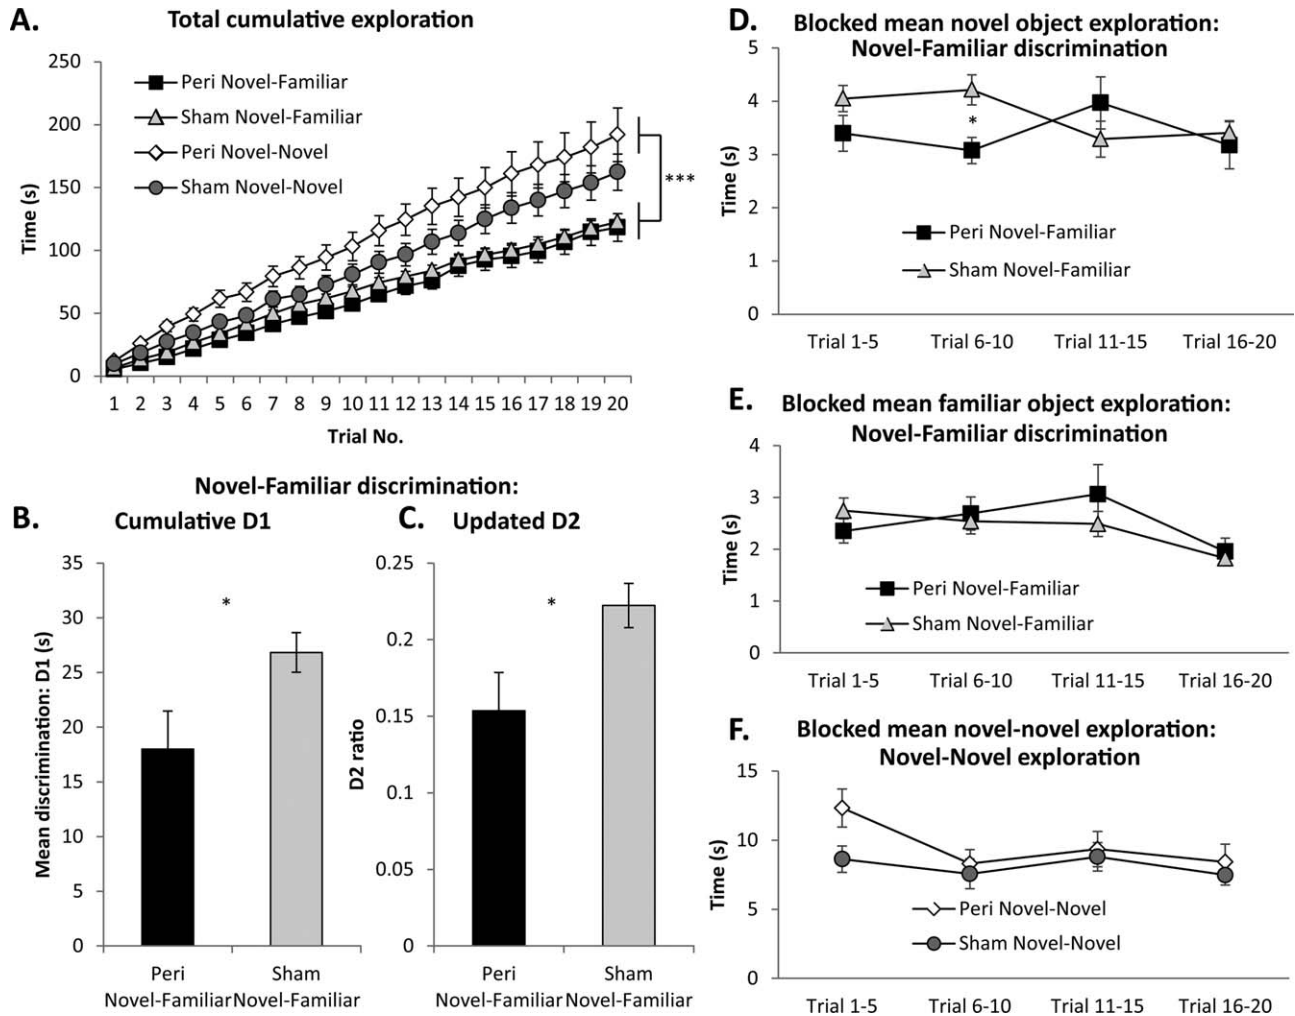 A.
Total cumulative exploration
250
200
150
100
50
0
Time (s)
Peri Novel-Familiar
Sham Novel-Familiar
Peri Novel-Novel
Sham Novel-Novel
***
1 2 3 4 5 6 7 8 9 10 11 12 13 14 15 16 17 18 19 20
Trial No.
Novel-Familiar discrimination:
B.
Cumulative D1
35
30
25
20
15
10
5
0
Mean discrimination: D1 (s)
*
Peri
Novel-Familiar
Sham
Novel-Familiar
C.
Updated D2
0.25
0.2
0.15
0.1
0.05
0
D2 ratio
*
Peri
Novel-Familiar
Sham
Novel-Familiar
D.
Blocked mean novel object exploration:
Novel-Familiar discrimination
5
4
3
2
1
0
Time (s)
*
Peri Novel-Familiar
Sham Novel-Familiar
Trial 1-5 Trial 6-10 Trial 11-15 Trial 16-20
E.
Blocked mean familiar object exploration:
Novel-Familiar discrimination
4
3
2
1
0
Time (s)
Peri Novel-Familiar
Sham Novel-Familiar
Trial 1-5 Trial 6-10 Trial 11-15 Trial 16-20
F.
Blocked mean novel-novel exploration:
Novel-Novel exploration
15
10
5
0
Time (s)
Peri Novel-Novel
Sham Novel-Novel
Trial 1-5 Trial 6-10 Trial 11-15 Trial 16-20